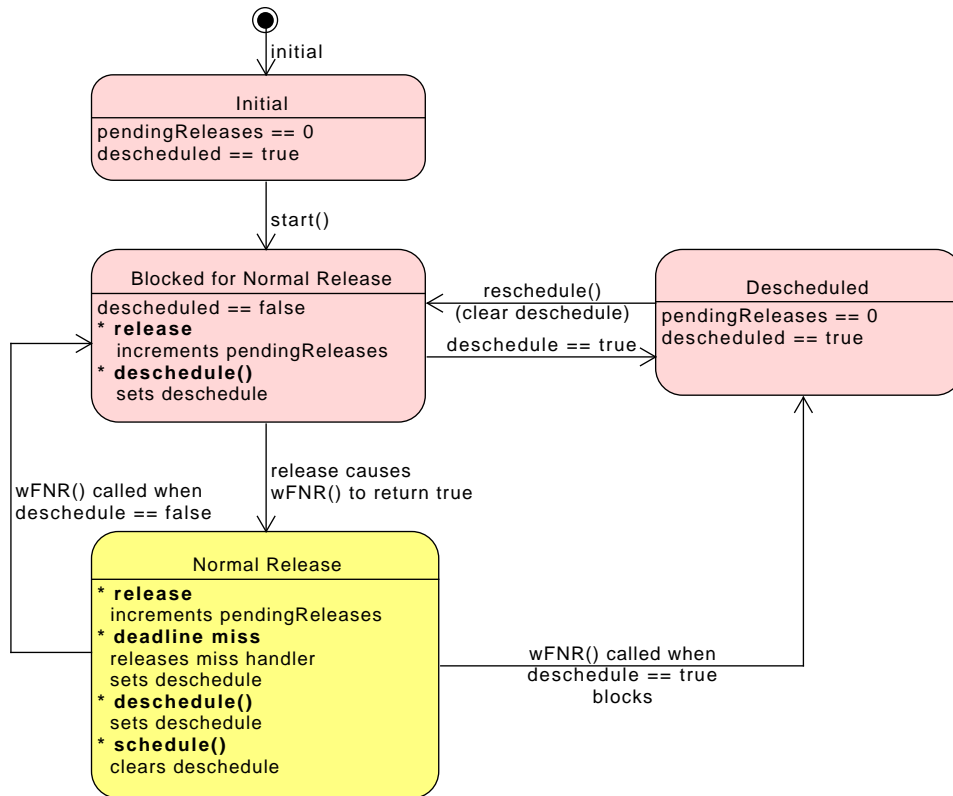 initial
Initial
pendingReleases == 0
descheduled == true
start()
Blocked for Normal Release
descheduled == false
* release
increments pendingReleases
* deschedule()
sets deschedule
reschedule()
(clear deschedule)
deschedule == true
Descheduled
pendingReleases == 0
descheduled == true
wFNR() called when
deschedule == false
release causes
wFNR() to return true
Normal Release
* release
increments pendingReleases
* deadline miss
releases miss handler
sets deschedule
* deschedule()
sets deschedule
* schedule()
clears deschedule
wFNR() called when
deschedule == true
blocks